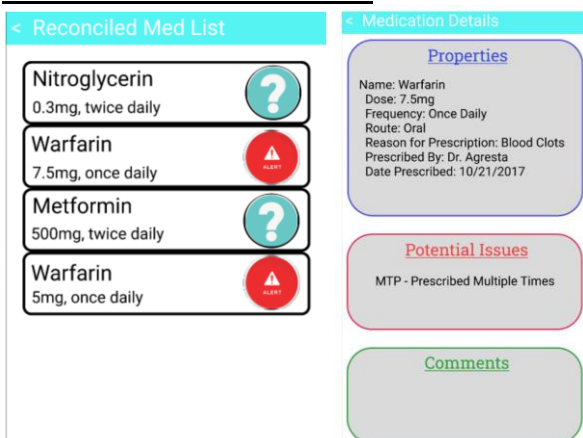 < Reconciled Med List
Nitroglycerin
0.3mg, twice daily
?
Warfarin
7.5mg, once daily
ALERT
Metformin
500mg, twice daily
?
Warfarin
5mg, once daily
ALERT
< Medication Details
Properties
Name: Warfarin
Dose: 7.5mg
Frequency: Once Daily
Route: Oral
Reason for Prescription: Blood Clots
Prescribed By: Dr. Agresta
Date Prescribed: 10/21/2017
Potential Issues
MTP - Prescribed Multiple Times
Comments